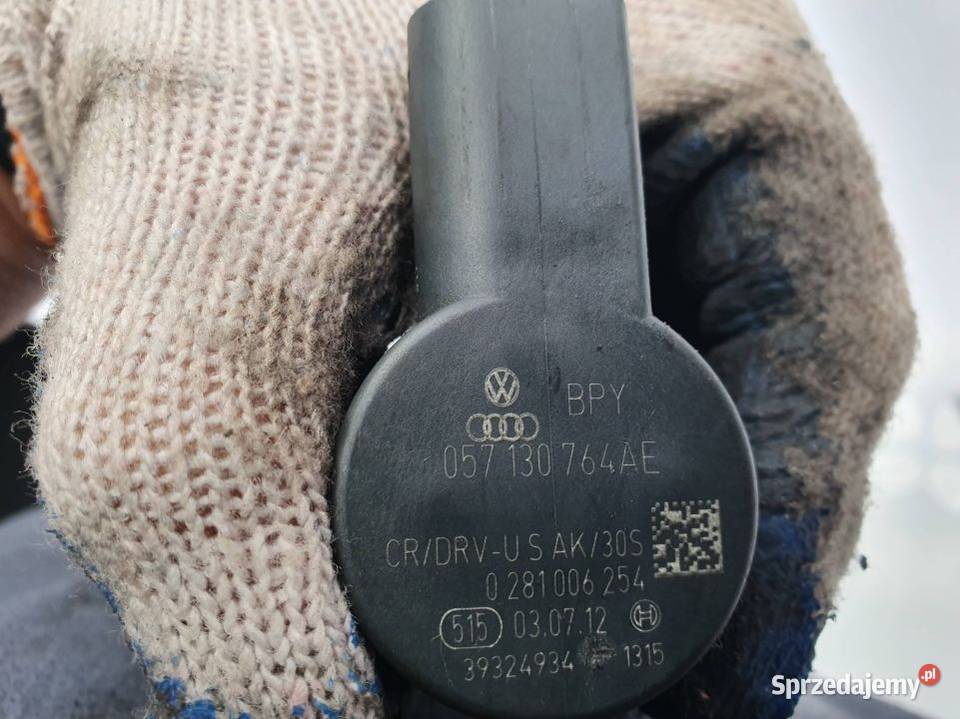 VW BPY
057 130 764AE
CR/DRV-U S AK/30S
0 281 006 254
515 03.07.12
39324934 1315
Sprzedajemy.pl